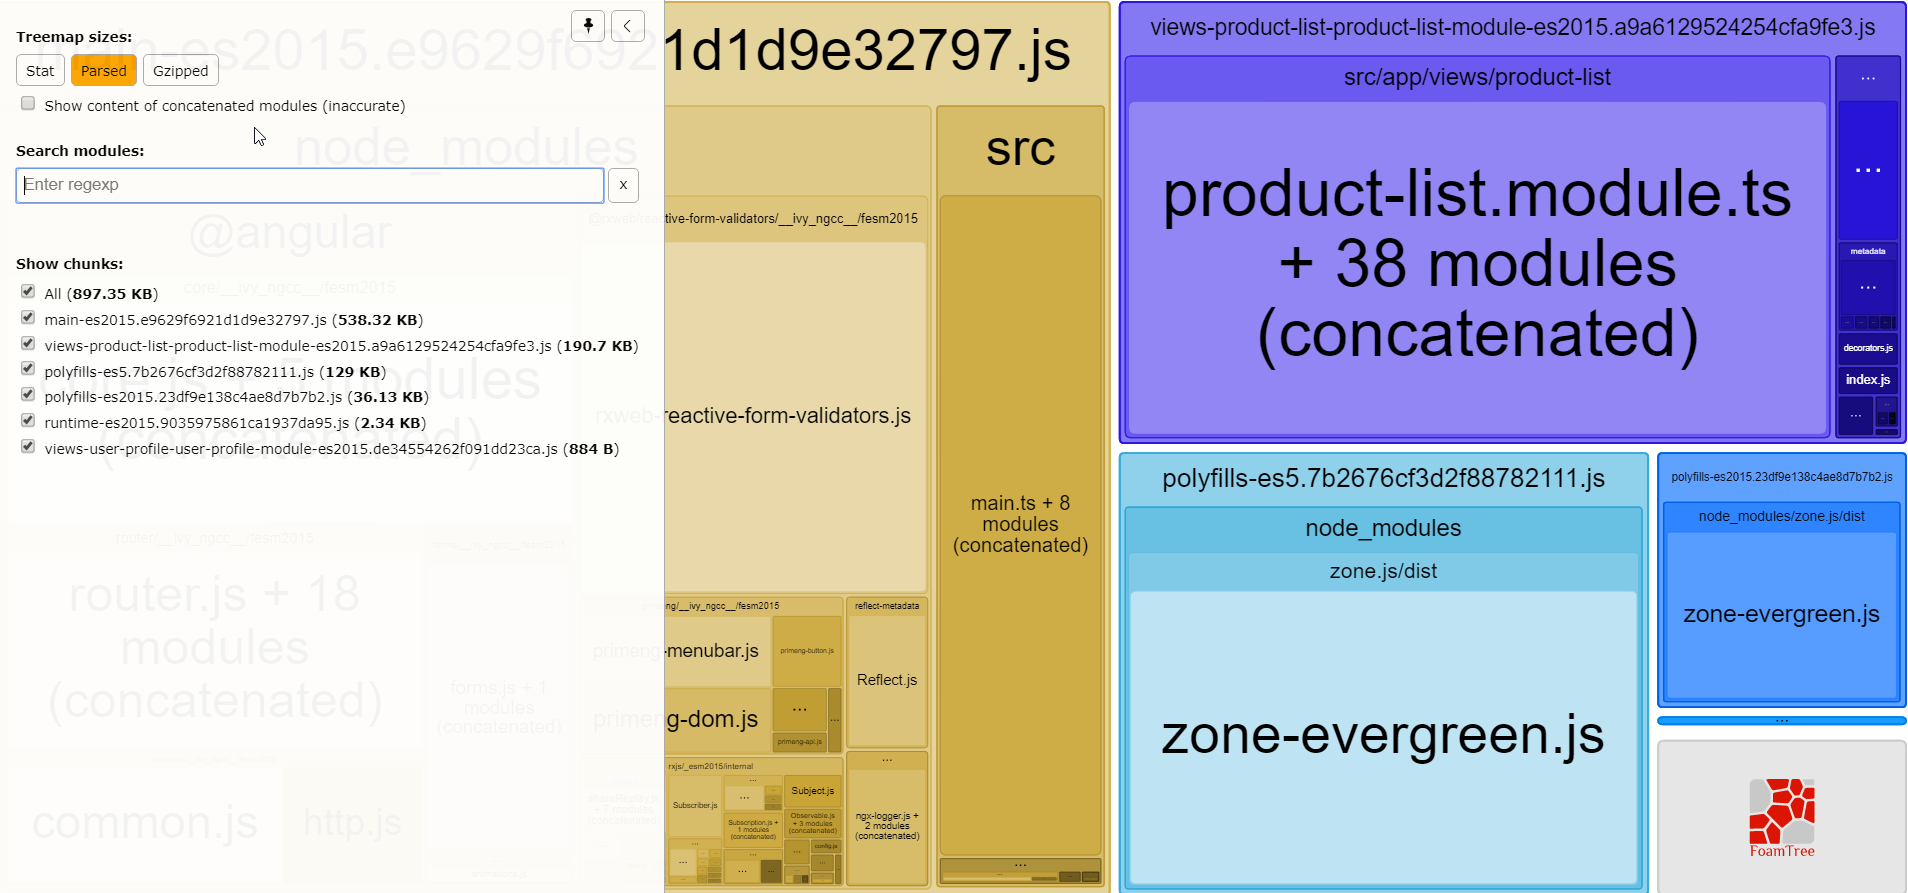 Treemap sizes:
Stat
Parsed
Gzipped
Show content of concatenated modules (inaccurate)
Search modules:
Enter regexp
x
Show chunks:
All (897.35 KB)
main-es2015.e9629f6921d1d9e32797.js (538.32 KB)
views-product-list-product-list-module-es2015.a9a6129524254cfa9fe3.js (190.7 KB)
polyfills-es5.7b2676cf3d2f88782111.js (129 KB)
polyfills-es2015.23df9e138c4ae8d7b7b2.js (36.13 KB)
runtime-es2015.9035975861ca1937da95.js (2.34 KB)
views-user-profile-user-profile-module-es2015.de34554262f091dd23ca.js (884 B)
main-es2015.e9629f6921d1d9e32797.js
node_modules
@angular
core/__ivy_ngcc__/fesm2015
core.js + 5 modules
(concatenated)
router/__ivy_ngcc__/fesm2015
router.js + 18
modules
(concatenated)
forms.js + 1
modules
(concatenated)
common.js
http.js
animations.js
@rxweb/reactive-form-validators/__ivy_ngcc__/fesm2015
rxweb-reactive-form-validators.js
primeng/__ivy_ngcc__/fesm2015
primeng-menubar.js
primeng-button.js
primeng-dom.js
...
...
primeng-api.js
reflect-metadata
Reflect.js
rxjs/_esm2015/internal
Subscriber.js
...
...
Subject.js
Subscription.js +
1 modules
(concatenated)
Observable.js
+ 3 modules
(concatenated)
config.js
...
ngx-logger.js +
2 modules
(concatenated)
src
main.ts + 8
modules
(concatenated)
...
views-product-list-product-list-module-es2015.a9a6129524254cfa9fe3.js
src/app/views/product-list
product-list.module.ts
+ 38 modules
(concatenated)
...
...
metadata
...
decorators.js
index.js
...
polyfills-es5.7b2676cf3d2f88782111.js
node_modules
zone.js/dist
zone-evergreen.js
polyfills-es2015.23df9e138c4ae8d7b7b2.js
node_modules/zone.js/dist
zone-evergreen.js
...
FoamTree